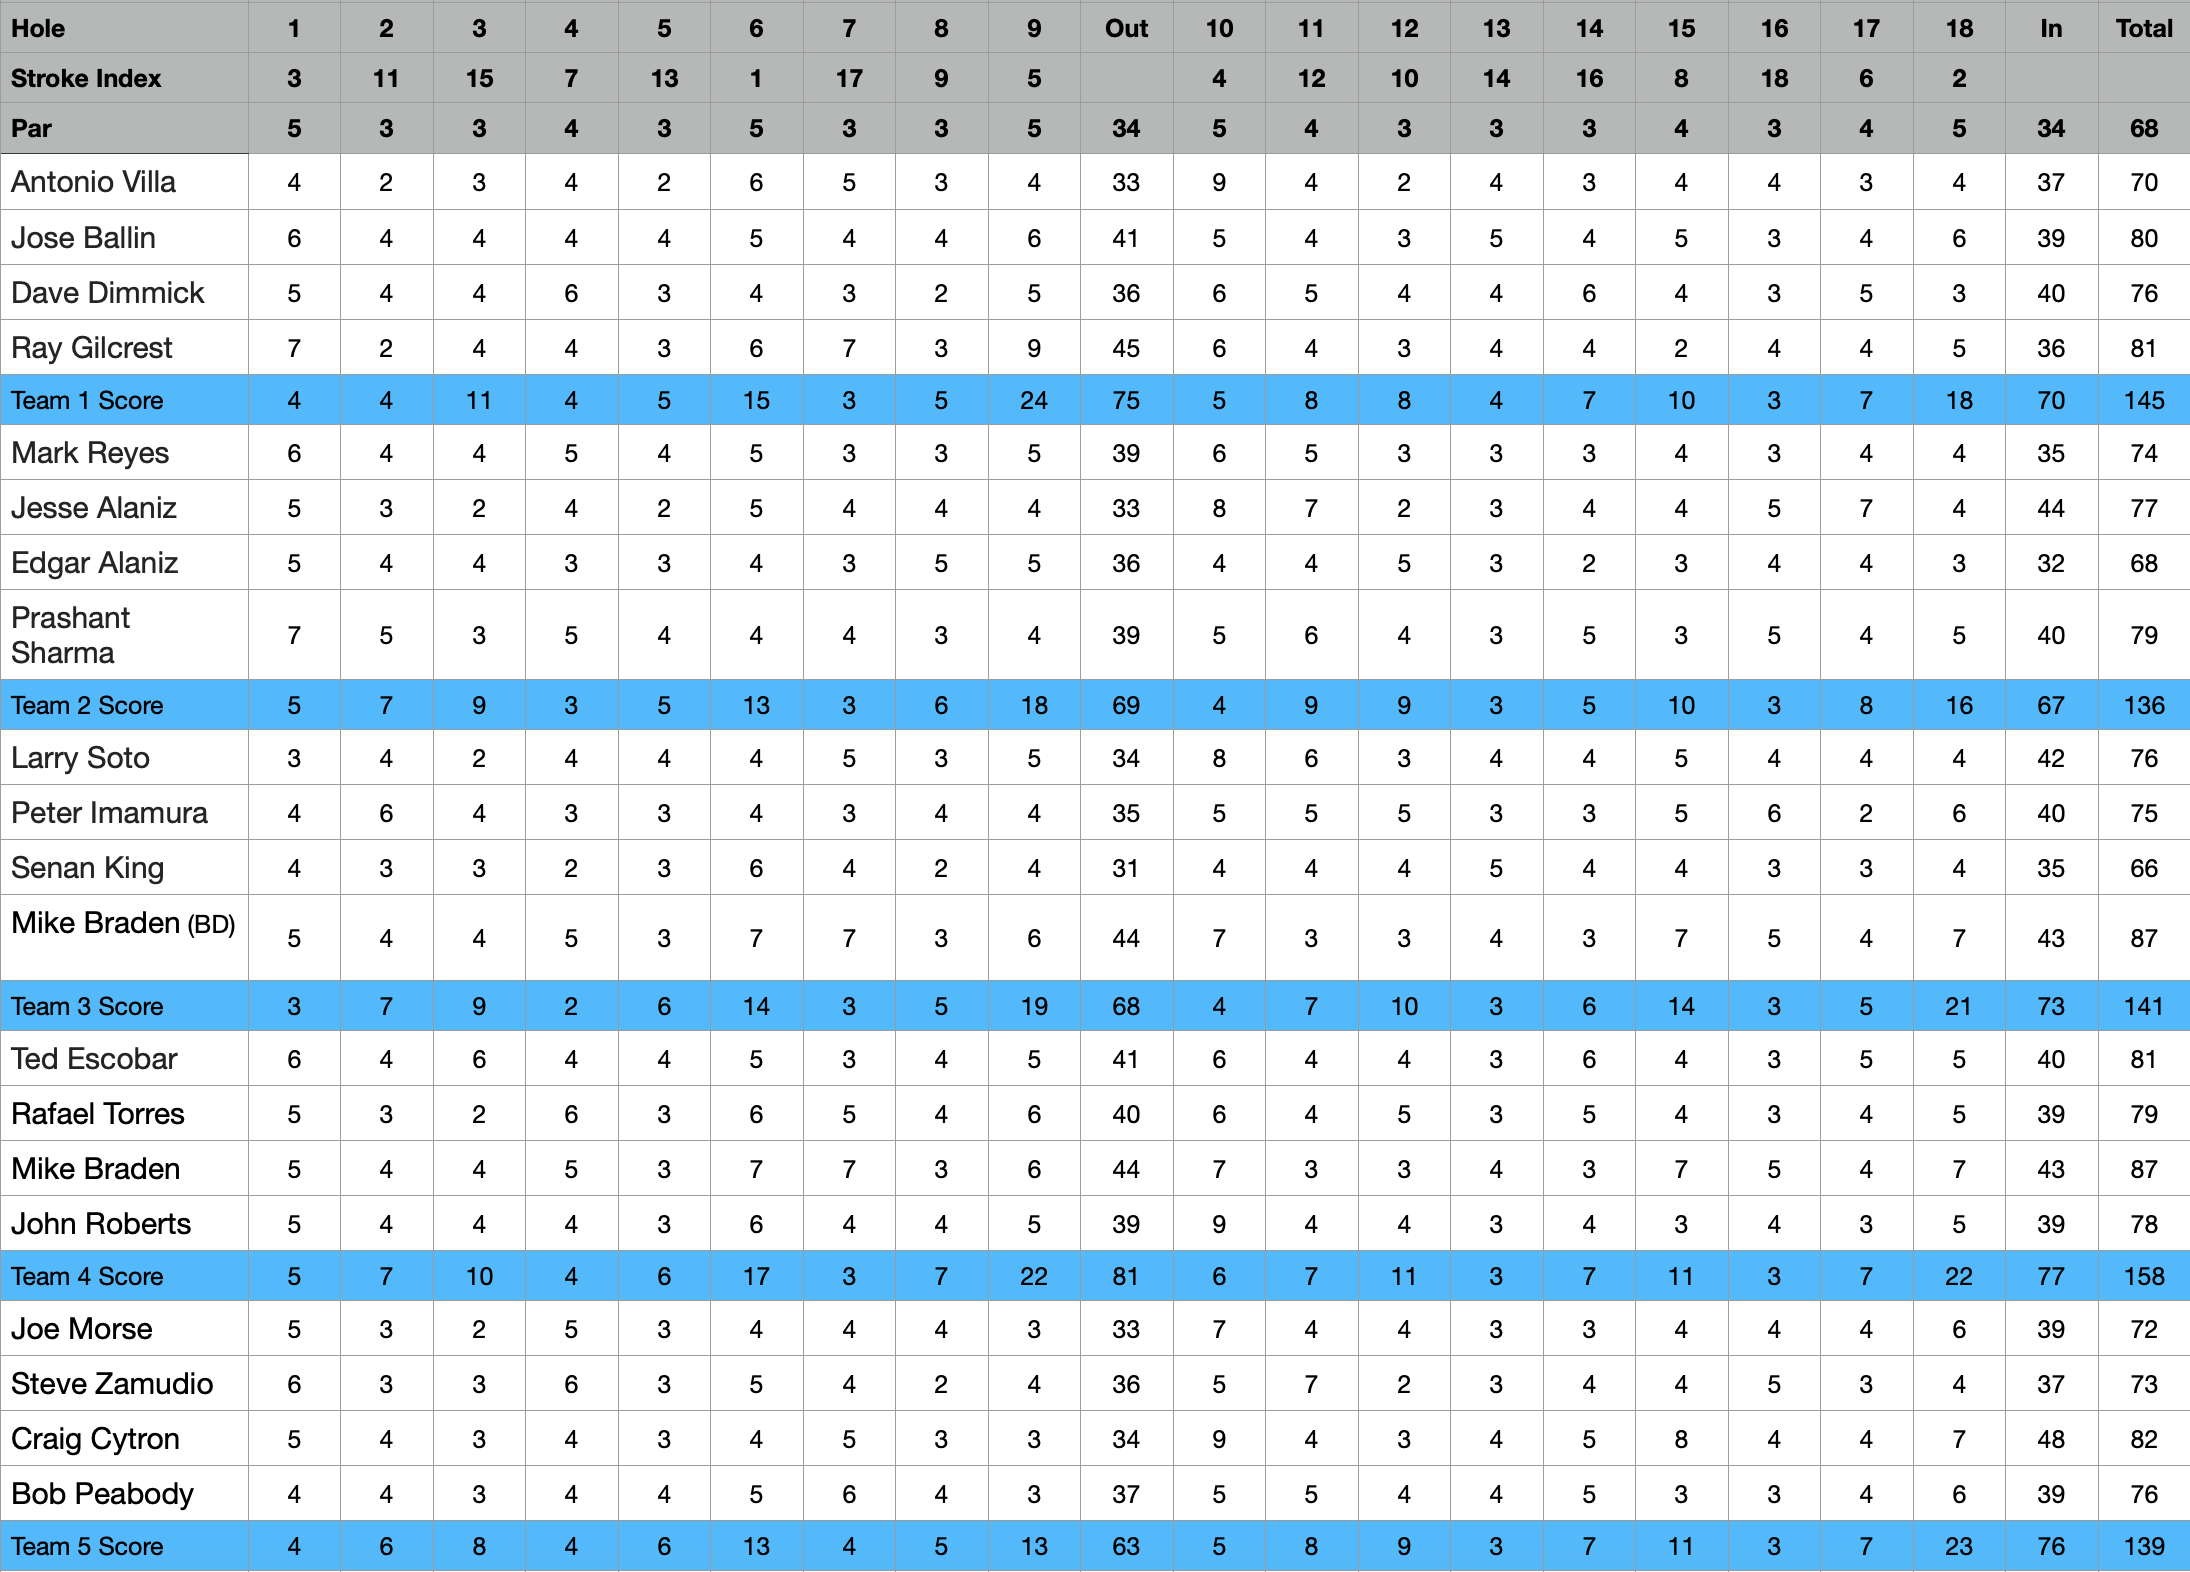 Hole 1 2 3 4 5 6 7 8 9 Out 10 11 12 13 14 15 16 17 18 In Total
Stroke Index 3 11 15 7 13 1 17 9 5 4 12 10 14 16 8 18 6 2
Par 5 3 3 4 3 5 3 3 5 34 5 4 3 3 3 4 3 4 5 34 68
Antonio Villa 4 2 3 4 2 6 5 3 4 33 9 4 2 4 3 4 4 3 4 37 70
Jose Ballin 6 4 4 4 4 5 4 4 6 41 5 4 3 5 4 5 3 4 6 39 80
Dave Dimmick 5 4 4 6 3 4 3 2 5 36 6 5 4 4 6 4 3 5 3 40 76
Ray Gilcrest 7 2 4 4 3 6 7 3 9 45 6 4 3 4 4 2 4 4 5 36 81
Team 1 Score 4 4 11 4 5 15 3 5 24 75 5 8 8 4 7 10 3 7 18 70 145
Mark Reyes 6 4 4 5 4 5 3 3 5 39 6 5 3 3 3 4 3 4 4 35 74
Jesse Alaniz 5 3 2 4 2 5 4 4 4 33 8 7 2 3 4 4 5 7 4 44 77
Edgar Alaniz 5 4 4 3 3 4 3 5 5 36 4 4 5 3 2 3 4 4 3 32 68
Prashant
Sharma 7 5 3 5 4 4 4 3 4 39 5 6 4 3 5 3 5 4 5 40 79
Team 2 Score 5 7 9 3 5 13 3 6 18 69 4 9 9 3 5 10 3 8 16 67 136
Larry Soto 3 4 2 4 4 4 5 3 5 34 8 6 3 4 4 5 4 4 4 42 76
Peter Imamura 4 6 4 3 3 4 3 4 4 35 5 5 5 3 3 5 6 2 6 40 75
Senan King 4 3 3 2 3 6 4 2 4 31 4 4 4 5 4 4 3 3 4 35 66
Mike Braden (BD) 5 4 4 5 3 7 7 3 6 44 7 3 3 4 3 7 5 4 7 43 87
Team 3 Score 3 7 9 2 6 14 3 5 19 68 4 7 10 3 6 14 3 5 21 73 141
Ted Escobar 6 4 6 4 4 5 3 4 5 41 6 4 4 3 6 4 3 5 5 40 81
Rafael Torres 5 3 2 6 3 6 5 4 6 40 6 4 5 3 5 4 3 4 5 39 79
Mike Braden 5 4 4 5 3 7 7 3 6 44 7 3 3 4 3 7 5 4 7 43 87
John Roberts 5 4 4 4 3 6 4 4 5 39 9 4 4 3 4 3 4 3 5 39 78
Team 4 Score 5 7 10 4 6 17 3 7 22 81 6 7 11 3 7 11 3 7 22 77 158
Joe Morse 5 3 2 5 3 4 4 4 3 33 7 4 4 3 3 4 4 4 6 39 72
Steve Zamudio 6 3 3 6 3 5 4 2 4 36 5 7 2 3 4 4 5 3 4 37 73
Craig Cytron 5 4 3 4 3 4 5 3 3 34 9 4 3 4 5 8 4 4 7 48 82
Bob Peabody 4 4 3 4 4 5 6 4 3 37 5 5 4 4 5 3 3 4 6 39 76
Team 5 Score 4 6 8 4 6 13 4 5 13 63 5 8 9 3 7 11 3 7 23 76 139